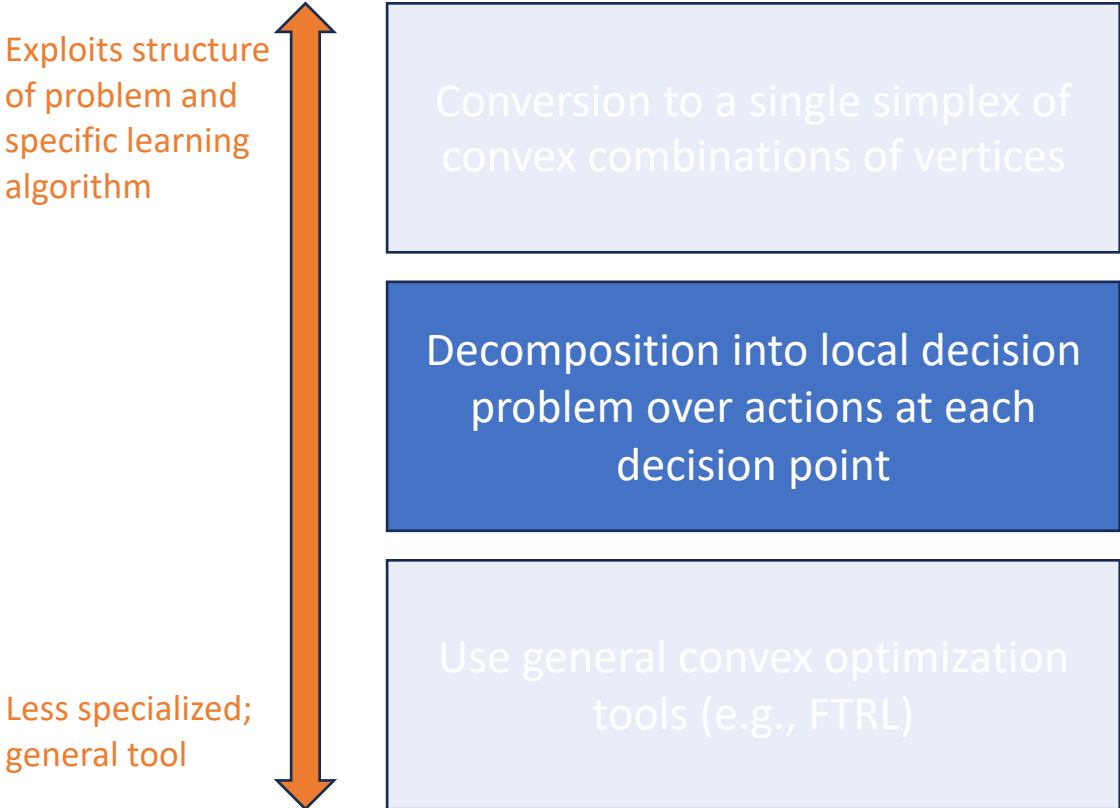 Exploits structure
of problem and
specific learning
algorithm
Conversion to a single simplex of
convex combinations of vertices
Decomposition into local decision
problem over actions at each
decision point
Use general convex optimization
tools (e.g., FTRL)
Less specialized;
general tool